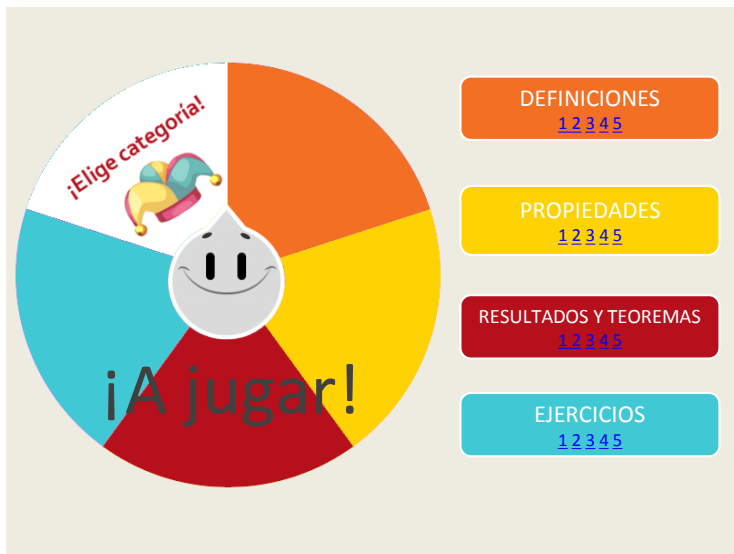 ¡Elige categoría!
¡A jugar!
DEFINICIONES
1 2 3 4 5
PROPIEDADES
1 2 3 4 5
RESULTADOS Y TEOREMAS
1 2 3 4 5
EJERCICIOS
1 2 3 4 5